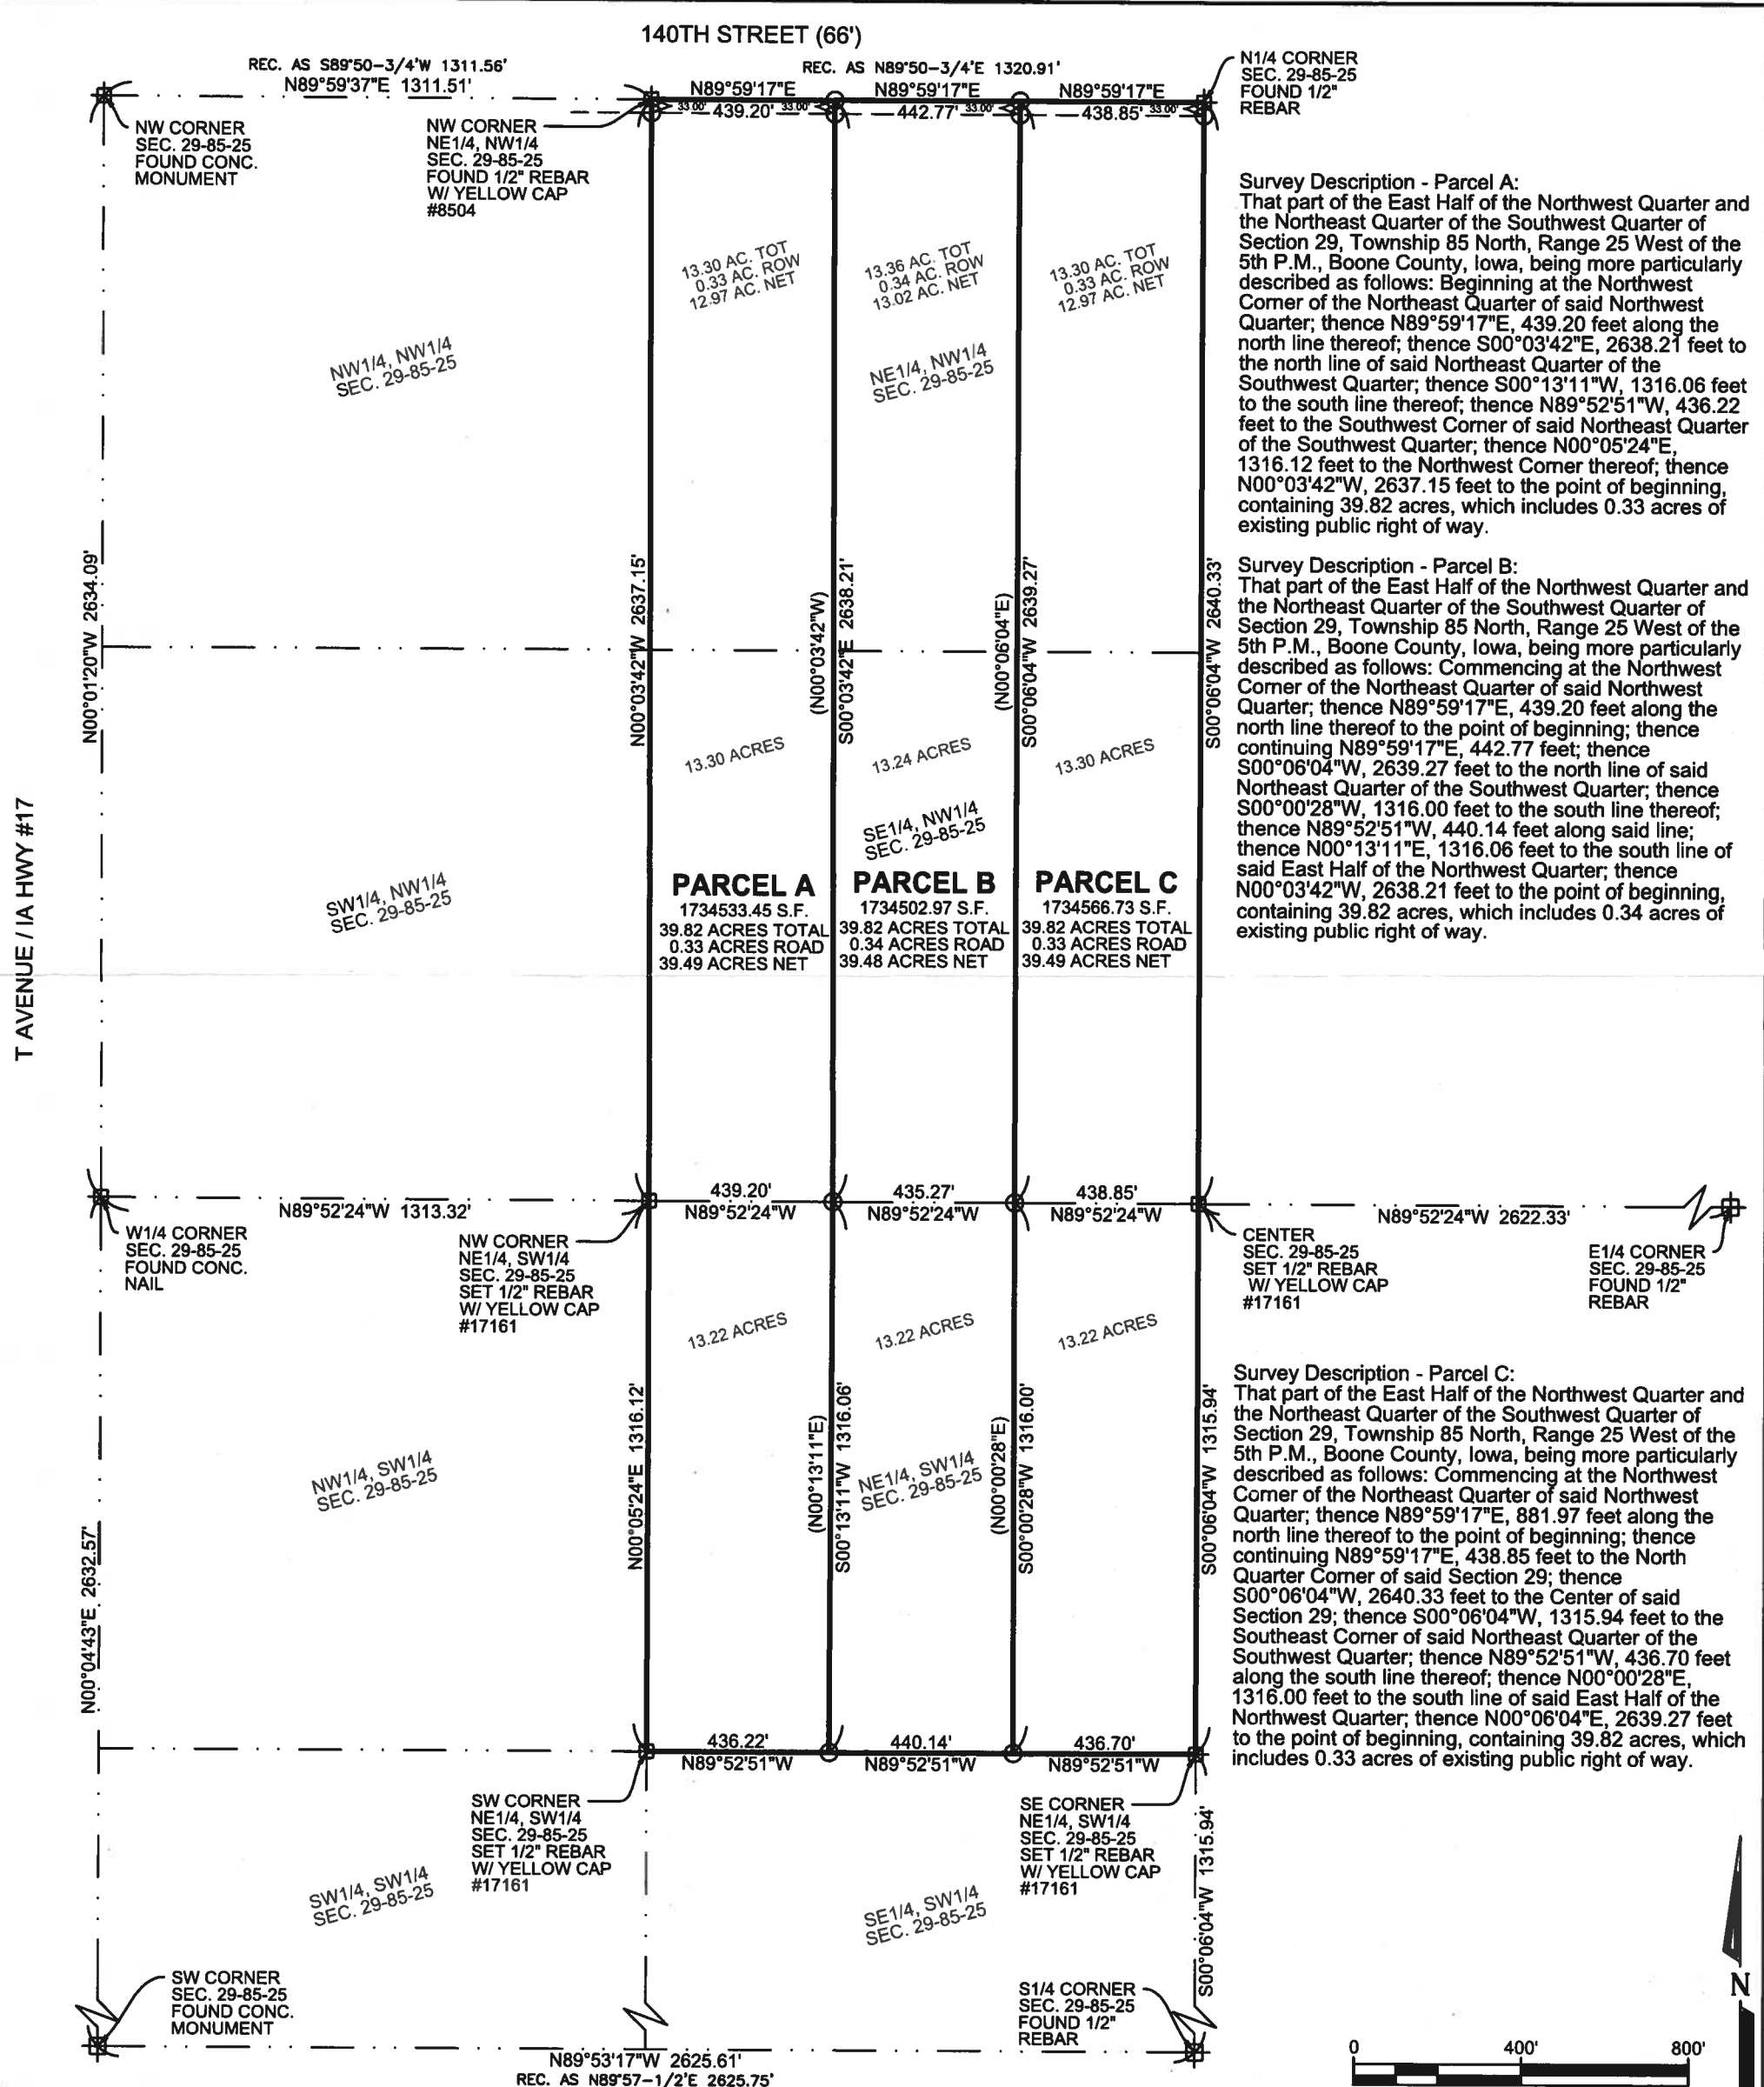 140TH STREET (66')
REC. AS S89°50-3/4'W 1311.56'
N89°59'37"E 1311.51'
REC. AS N89°50-3/4'E 1320.91'
N89°59'17"E
N89°59'17"E
N89°59'17"E
33.00' 439.20' 33.00'
442.77' 33.00'
438.85' 33.00'
N1/4 CORNER
SEC. 29-85-25
FOUND 1/2"
REBAR
NW CORNER
SEC. 29-85-25
FOUND CONC.
MONUMENT
NW CORNER
NE1/4, NW1/4
SEC. 29-85-25
FOUND 1/2" REBAR
W/ YELLOW CAP
#8504
13.30 AC. TOT
0.33 AC. ROW
12.97 AC. NET
13.36 AC. TOT
0.34 AC. ROW
13.02 AC. NET
13.30 AC. TOT
0.33 AC. ROW
12.97 AC. NET
NW1/4, NW1/4
SEC. 29-85-25
NE1/4, NW1/4
SEC. 29-85-25
Survey Description - Parcel A:
That part of the East Half of the Northwest Quarter and
the Northeast Quarter of the Southwest Quarter of
Section 29, Township 85 North, Range 25 West of the
5th P.M., Boone County, Iowa, being more particularly
described as follows: Beginning at the Northwest
Corner of the Northeast Quarter of said Northwest
Quarter; thence N89°59'17"E, 439.20 feet along the
north line thereof; thence S00°03'42"E, 2638.21 feet to
the north line of said Northeast Quarter of the
Southwest Quarter; thence S00°13'11"W, 1316.06 feet
to the south line thereof; thence N89°52'51"W, 436.22
feet to the Southwest Corner of said Northeast Quarter
of the Southwest Quarter; thence N00°05'24"E,
1316.12 feet to the Northwest Corner thereof; thence
N00°03'42"W, 2637.15 feet to the point of beginning,
containing 39.82 acres, which includes 0.33 acres of
existing public right of way.
Survey Description - Parcel B:
That part of the East Half of the Northwest Quarter and
the Northeast Quarter of the Southwest Quarter of
Section 29, Township 85 North, Range 25 West of the
5th P.M., Boone County, Iowa, being more particularly
described as follows: Commencing at the Northwest
Corner of the Northeast Quarter of said Northwest
Quarter; thence N89°59'17"E, 439.20 feet along the
north line thereof to the point of beginning; thence
continuing N89°59'17"E, 442.77 feet; thence
S00°06'04"W, 2639.27 feet to the north line of said
Northeast Quarter of the Southwest Quarter; thence
S00°00'28"W, 1316.00 feet to the south line thereof;
thence N89°52'51"W, 440.14 feet along said line;
thence N00°13'11"E, 1316.06 feet to the south line of
said East Half of the Northwest Quarter; thence
N00°03'42"W, 2638.21 feet to the point of beginning,
containing 39.82 acres, which includes 0.34 acres of
existing public right of way.
N00°01'20"W 2634.09'
N00°03'42"W 2637.15'
(N00°03'42"W)
S00°03'42"E 2638.21'
(N00°06'04"E)
S00°06'04"W 2639.27'
S00°06'04"W 2640.33'
13.30 ACRES
13.24 ACRES
13.30 ACRES
SE1/4, NW1/4
SEC. 29-85-25
T AVENUE / IA HWY #17
SW1/4, NW1/4
SEC. 29-85-25
PARCEL A
1734533.45 S.F.
39.82 ACRES TOTAL
0.33 ACRES ROAD
39.49 ACRES NET
PARCEL B
1734502.97 S.F.
39.82 ACRES TOTAL
0.34 ACRES ROAD
39.48 ACRES NET
PARCEL C
1734566.73 S.F.
39.82 ACRES TOTAL
0.33 ACRES ROAD
39.49 ACRES NET
N89°52'24"W 1313.32'
439.20'
N89°52'24"W
435.27'
N89°52'24"W
438.85'
N89°52'24"W
N89°52'24"W 2622.33'
W1/4 CORNER
SEC. 29-85-25
FOUND CONC.
NAIL
NW CORNER
NE1/4, SW1/4
SEC. 29-85-25
SET 1/2" REBAR
W/ YELLOW CAP
#17161
CENTER
SEC. 29-85-25
SET 1/2" REBAR
W/ YELLOW CAP
#17161
E1/4 CORNER
SEC. 29-85-25
FOUND 1/2"
REBAR
13.22 ACRES
13.22 ACRES
13.22 ACRES
N00°04'43"E 2632.57'
NW1/4, SW1/4
SEC. 29-85-25
N00°05'24"E 1316.12'
(N00°13'11"E)
S00°13'11"W 1316.06'
NE1/4, SW1/4
SEC. 29-85-25
(N00°00'28"E)
S00°00'28"W 1316.00'
S00°06'04"W 1315.94'
Survey Description - Parcel C:
That part of the East Half of the Northwest Quarter and
the Northeast Quarter of the Southwest Quarter of
Section 29, Township 85 North, Range 25 West of the
5th P.M., Boone County, Iowa, being more particularly
described as follows: Commencing at the Northwest
Corner of the Northeast Quarter of said Northwest
Quarter; thence N89°59'17"E, 881.97 feet along the
north line thereof to the point of beginning; thence
continuing N89°59'17"E, 438.85 feet to the North
Quarter Corner of said Section 29; thence
S00°06'04"W, 2640.33 feet to the Center of said
Section 29; thence S00°06'04"W, 1315.94 feet to the
Southeast Corner of said Northeast Quarter of the
Southwest Quarter; thence N89°52'51"W, 436.70 feet
along the south line thereof; thence N00°00'28"E,
1316.00 feet to the south line of said East Half of the
Northwest Quarter; thence N00°06'04"E, 2639.27 feet
to the point of beginning, containing 39.82 acres, which
includes 0.33 acres of existing public right of way.
436.22'
N89°52'51"W
440.14'
N89°52'51"W
436.70'
N89°52'51"W
SW CORNER
NE1/4, SW1/4
SEC. 29-85-25
SET 1/2" REBAR
W/ YELLOW CAP
#17161
SE CORNER
NE1/4, SW1/4
SEC. 29-85-25
SET 1/2" REBAR
W/ YELLOW CAP
#17161
S00°06'04"W 1315.94'
SW1/4, SW1/4
SEC. 29-85-25
SE1/4, SW1/4
SEC. 29-85-25
SW CORNER
SEC. 29-85-25
FOUND CONC.
MONUMENT
S1/4 CORNER
SEC. 29-85-25
FOUND 1/2"
REBAR
N
N89°53'17"W 2625.61'
REC. AS N89°57-1/2'E 2625.75'
0 400' 800'